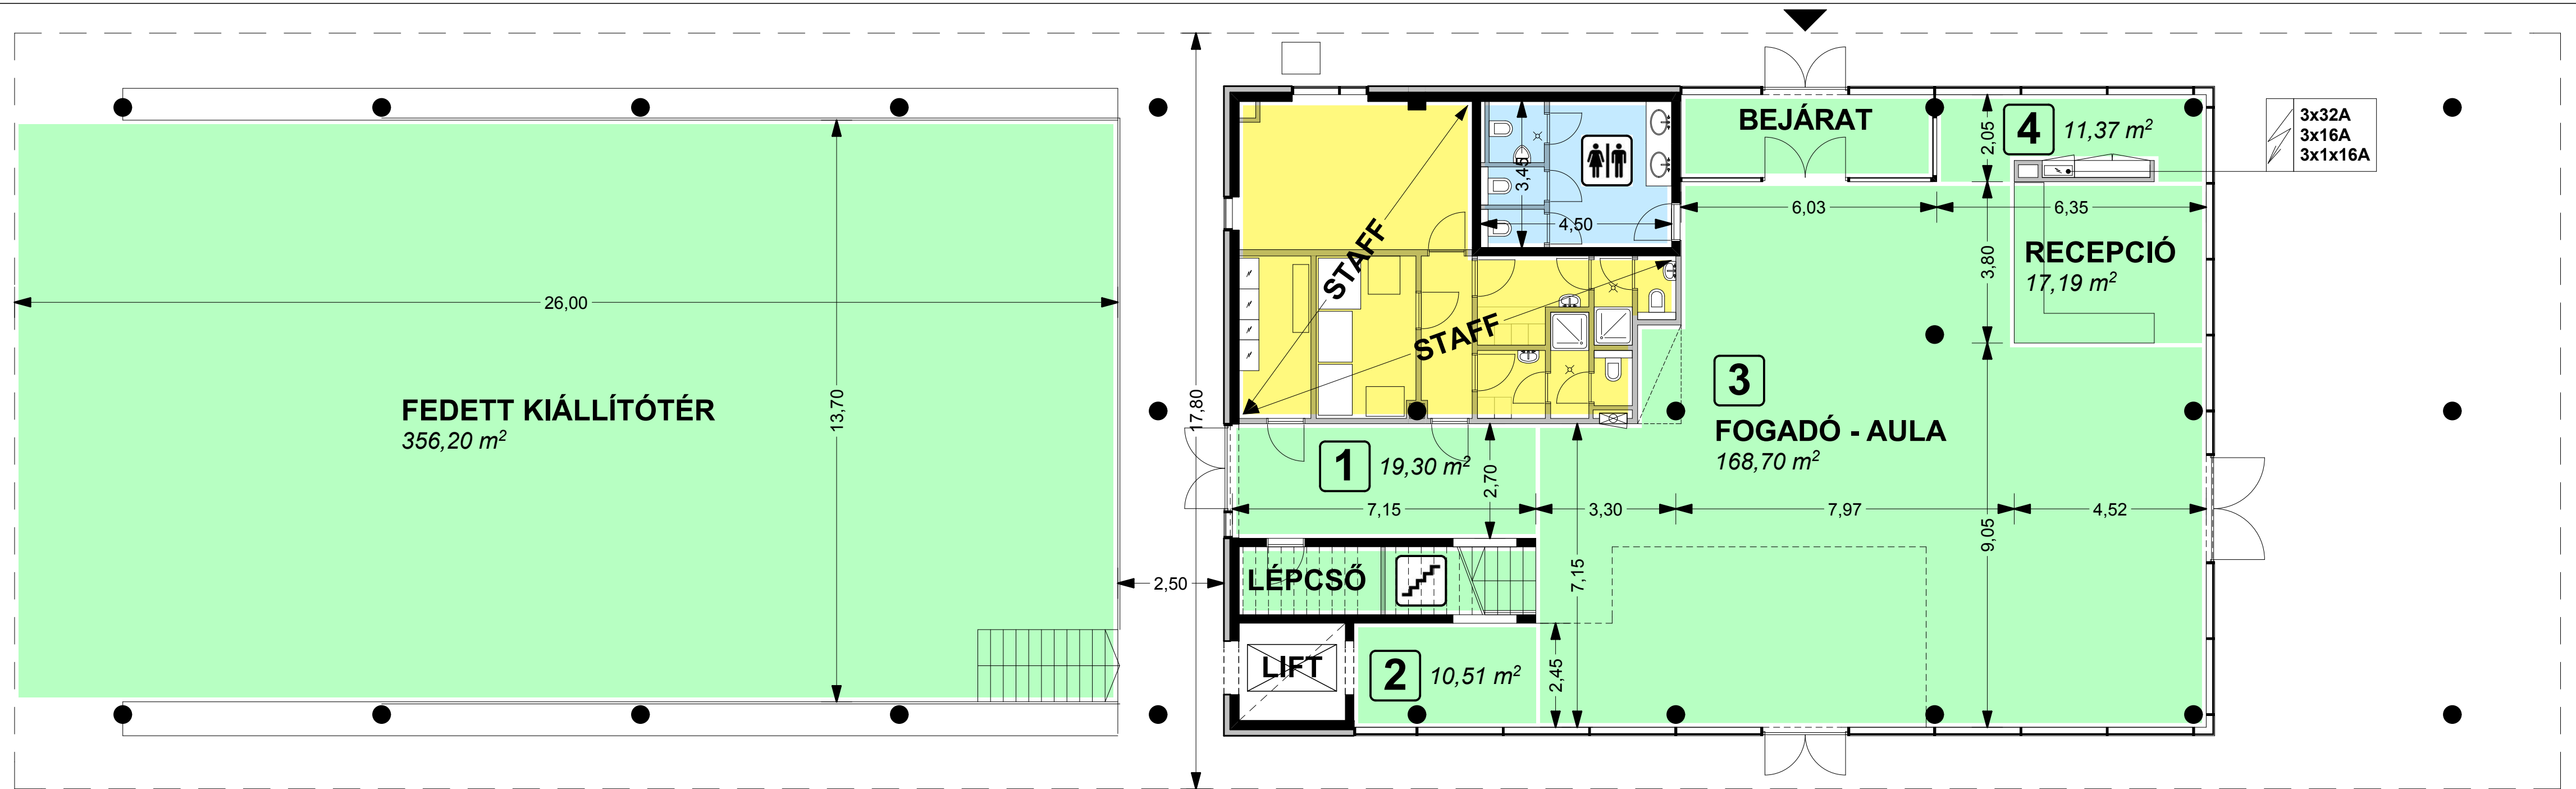 BEJÁRAT
4 11,37 m²
3x32A
3x16A
3x1x16A
2,05
3,45
4,50
6,03
6,35
STAFF
RECEPCIÓ
17,19 m²
3,80
26,00
STAFF
3
FEDETT KIÁLLÍTÓTÉR
356,20 m²
13,70
17,80
FOGADÓ - AULA
168,70 m²
1 19,30 m²
2,70
7,15
3,30
7,97
4,52
9,05
LÉPCSŐ
2,50
7,15
LIFT
2 10,51 m²
2,45